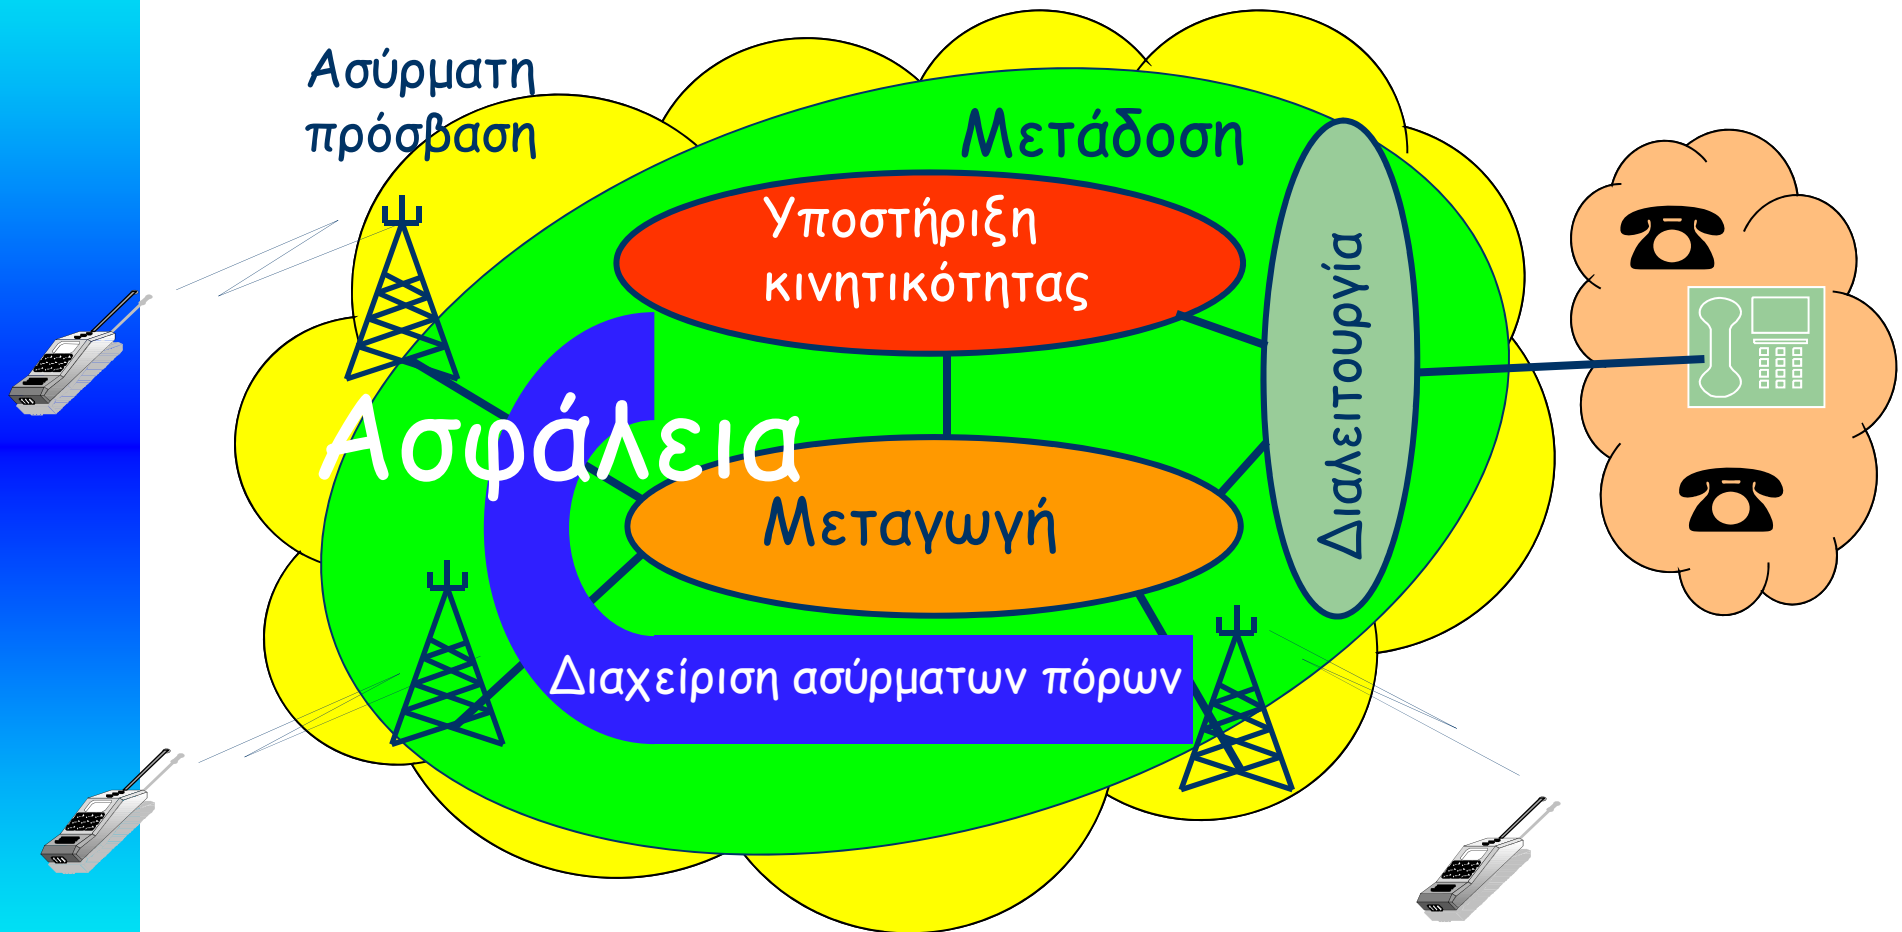 Ασύρματη
πρόσβαση
Μετάδοση
Υποστήριξη
κινητικότητας
Διαλειτουργία
Ασφάλεια
Μεταγωγή
Διαχείριση ασύρματων πόρων